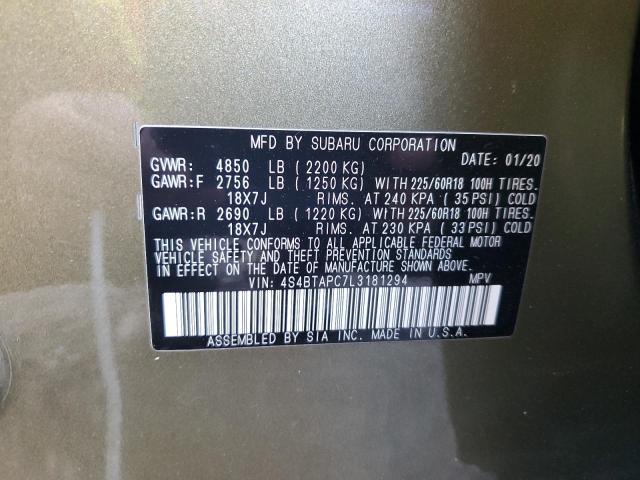 MFD BY SUBARU CORPORATION
DATE: 01/20
GVWR: 4850 LB ( 2200 KG)
GAWR:F 2756 LB ( 1250 KG) WITH 225/60R18 100H TIRES.
18X7J RIMS. AT 240 KPA ( 35 PSI) COLD
GAWR:R 2690 LB ( 1220 KG) WITH 225/60R18 100H TIRES.
18X7J RIMS. AT 230 KPA ( 33 PSI) COLD
THIS VEHICLE CONFORMS TO ALL APPLICABLE FEDERAL MOTOR
VEHICLE SAFETY AND THEFT PREVENTION STANDARDS IN EFFECT
ON THE DATE OF MANUFACTURE SHOWN ABOVE.
VIN: 4S4BTAPC7L3181294 MPV
ASSEMBLED BY SIA INC. MADE IN U.S.A.